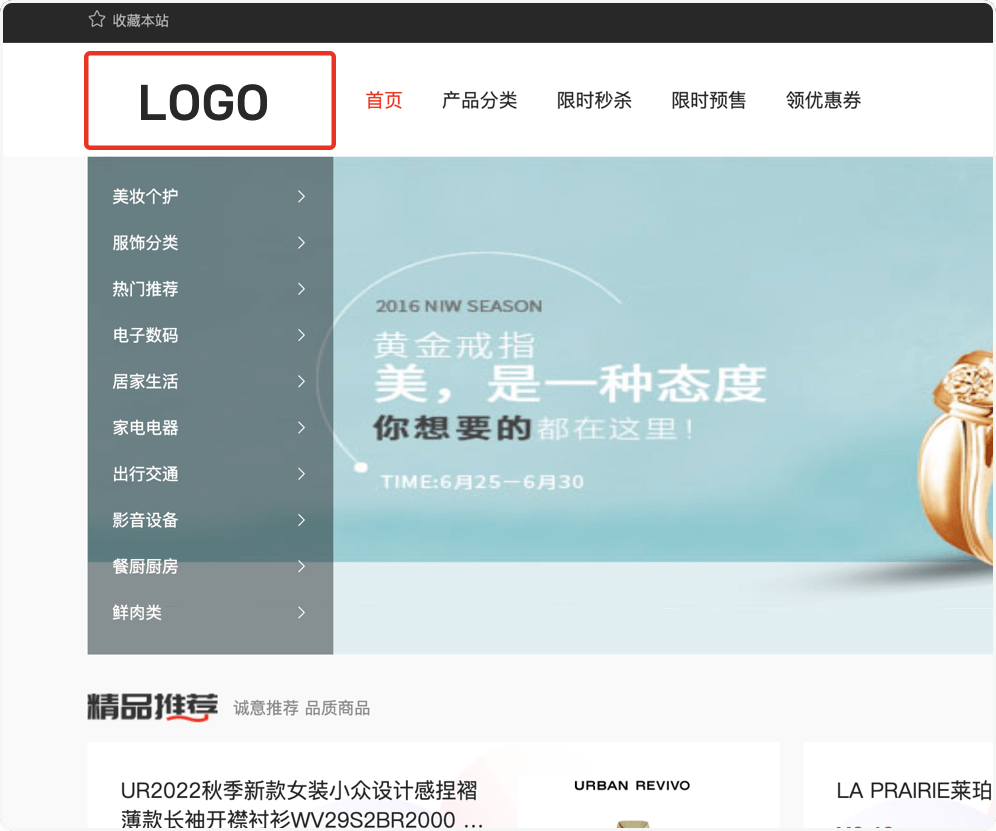 收藏本站
LOGO 首页 产品分类 限时秒杀 限时预售 领优惠券
美妆个护
服饰分类
热门推荐
电子数码
居家生活
家电电器
出行交通
影音设备
餐厨厨房
鲜肉类
2016 NIW SEASON
黄金戒指
美，是一种态度
你想要的都在这里！
TIME:6月25一6月30
精品推荐 诚意推荐 品质商品
UR2022秋季新款女装小众设计感捏褶
薄款长袖开襟衬衫WV29S2BR2000 ...
URBAN REVIVO
LA PRAIRIE莱珀